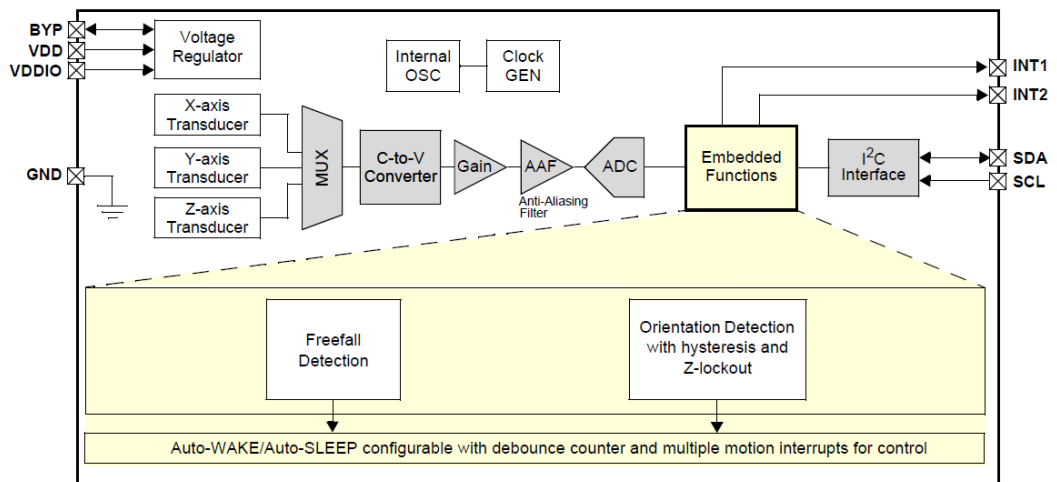 BYP
VDD
VDDIO
Voltage
Regulator
Internal
OSC
Clock
GEN
INT1
INT2
X-axis
Transducer
Y-axis
Transducer
Z-axis
Transducer
GND
MUX
C-to-V
Converter
Gain
AAF
Anti-Aliasing
Filter
ADC
Embedded
Functions
I²C
Interface
SDA
SCL
Freefall
Detection
Orientation Detection
with hysteresis and
Z-lockout
Auto-WAKE/Auto-SLEEP configurable with debounce counter and multiple motion interrupts for control